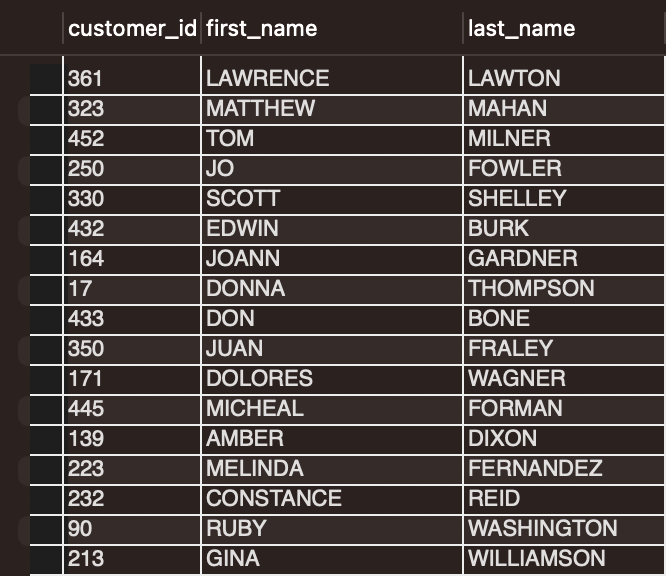 customer_id first_name last_name
361 LAWRENCE LAWTON
323 MATTHEW MAHAN
452 TOM MILNER
250 JO FOWLER
330 SCOTT SHELLEY
432 EDWIN BURK
164 JOANN GARDNER
17 DONNA THOMPSON
433 DON BONE
350 JUAN FRALEY
171 DOLORES WAGNER
445 MICHEAL FORMAN
139 AMBER DIXON
223 MELINDA FERNANDEZ
232 CONSTANCE REID
90 RUBY WASHINGTON
213 GINA WILLIAMSON